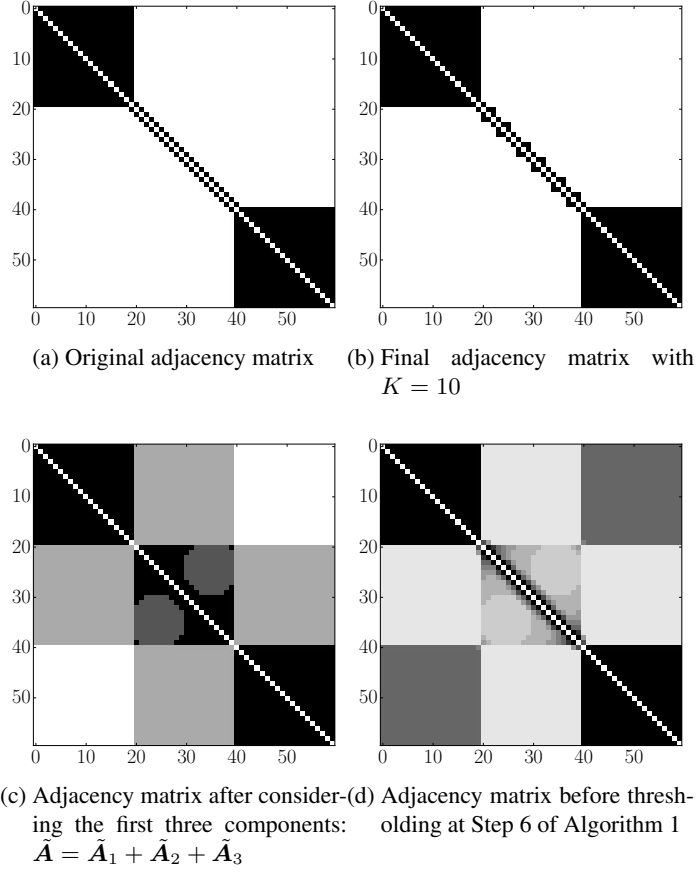 0
10
20
30
40
50
0 10 20 30 40 50
(a) Original adjacency matrix
0
10
20
30
40
50
0 10 20 30 40 50
(b) Final adjacency matrix with
K = 10
0
10
20
30
40
50
0 10 20 30 40 50
(c) Adjacency matrix after consider-
ing the first three components:
Ã = Ã₁ + Ã₂ + Ã₃
0
10
20
30
40
50
0 10 20 30 40 50
(d) Adjacency matrix before thresh-
olding at Step 6 of Algorithm 1